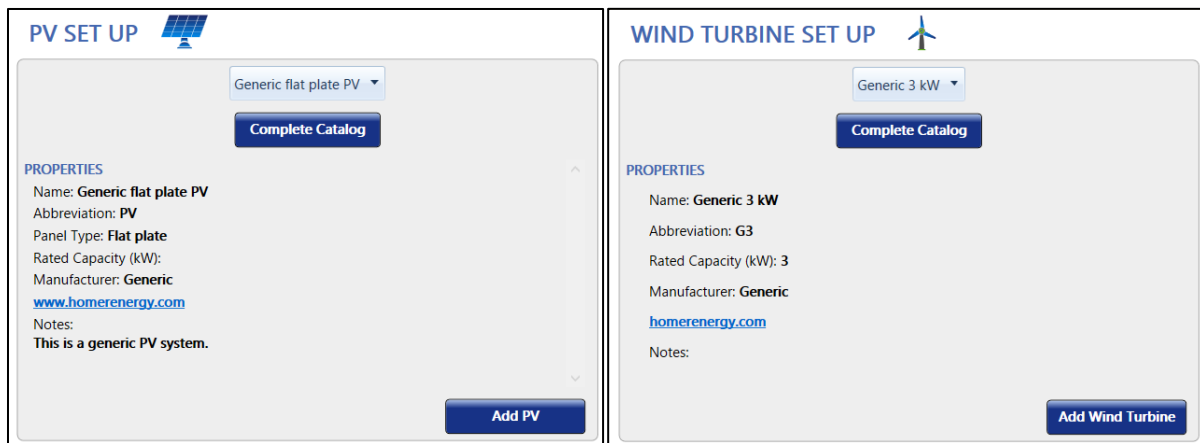 PV SET UP
Generic flat plate PV
Complete Catalog
PROPERTIES
Name: Generic flat plate PV
Abbreviation: PV
Panel Type: Flat plate
Rated Capacity (kW):
Manufacturer: Generic
www.homerenergy.com
Notes:
This is a generic PV system.
Add PV
WIND TURBINE SET UP
Generic 3 kW
Complete Catalog
PROPERTIES
Name: Generic 3 kW
Abbreviation: G3
Rated Capacity (kW): 3
Manufacturer: Generic
homerenergy.com
Notes:
Add Wind Turbine